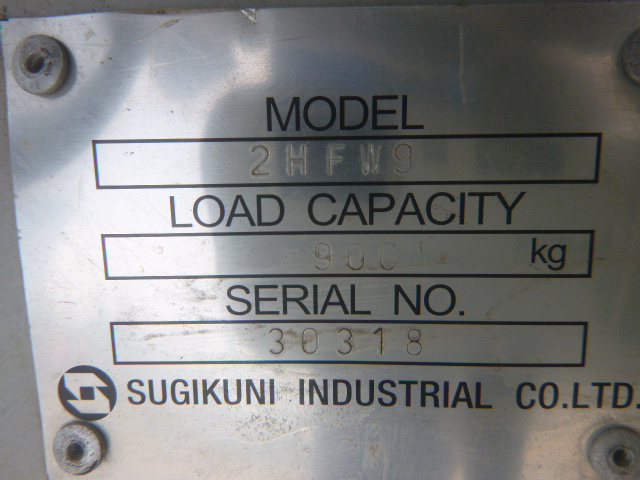 MODEL
2HFW9
LOAD CAPACITY
900 kg
SERIAL NO.
30318
SUGIKUNI INDUSTRIAL CO.LTD.